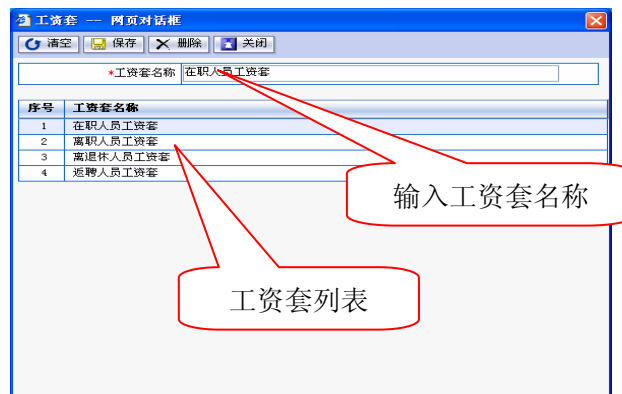 工资套 -- 网页对话框
清空 保存 删除 关闭
*工资套名称 在职人员工资套
序号 工资套名称
1 在职人员工资套
2 离职人员工资套
3 离退休人员工资套
4 返聘人员工资套
输入工资套名称
工资套列表